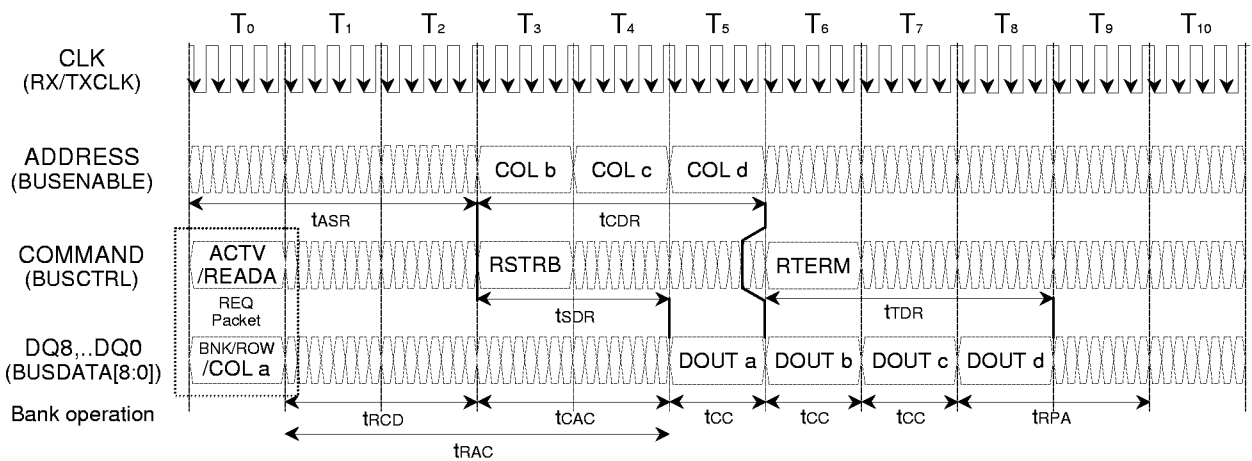 T0 T1 T2 T3 T4 T5 T6 T7 T8 T9 T10
CLK
(RX/TXCLK)
ADDRESS
(BUSENABLE)
COL b COL c COL d
tASR tCDR
COMMAND
(BUSCTRL)
ACTV
/READA
RSTRB RTERM
REQ
Packet
tSDR tTDR
DQ8,..DQ0
(BUSDATA[8:0])
BNK/ROW
/COL a
DOUT a DOUT b DOUT c DOUT d
Bank operation
tRCD tCAC tCC tCC tCC tRPA
tRAC